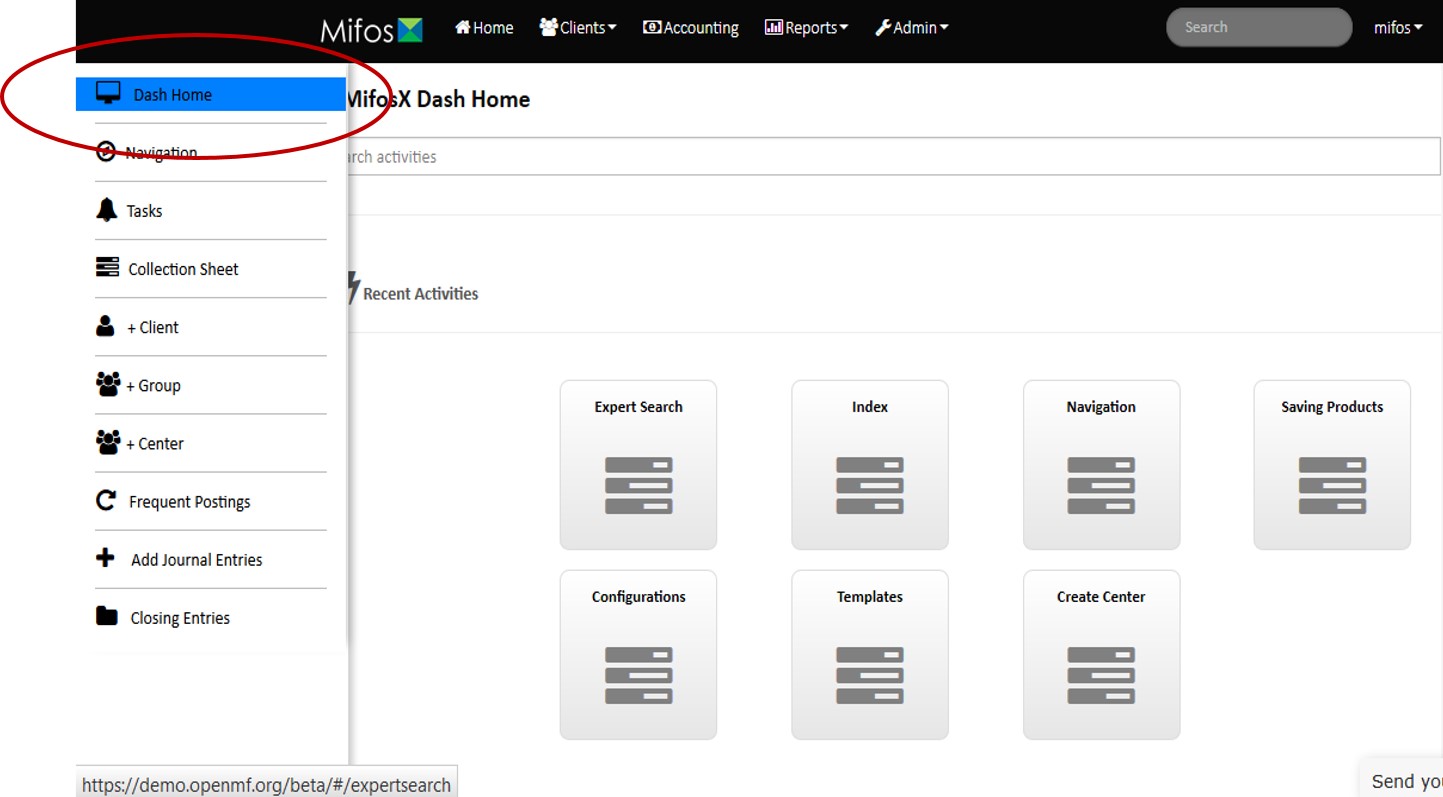 Mifos Home Clients Accounting Reports Admin Search mifos
Dash Home
Navigation
Tasks
Collection Sheet
+ Client
+ Group
+ Center
Frequent Postings
Add Journal Entries
Closing Entries
MifosX Dash Home
rch activities
Recent Activities
Expert Search Index Navigation Saving Products
Configurations Templates Create Center
https://demo.openmf.org/beta/#/expertsearch
Send you